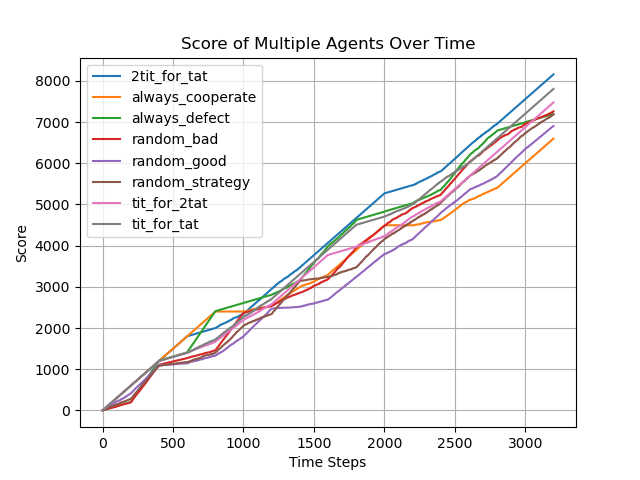 Score of Multiple Agents Over Time
2tit_for_tat
always_cooperate
always_defect
random_bad
random_good
random_strategy
tit_for_2tat
tit_for_tat
8000
7000
6000
5000
4000
3000
2000
1000
0
Score
0 500 1000 1500 2000 2500 3000
Time Steps